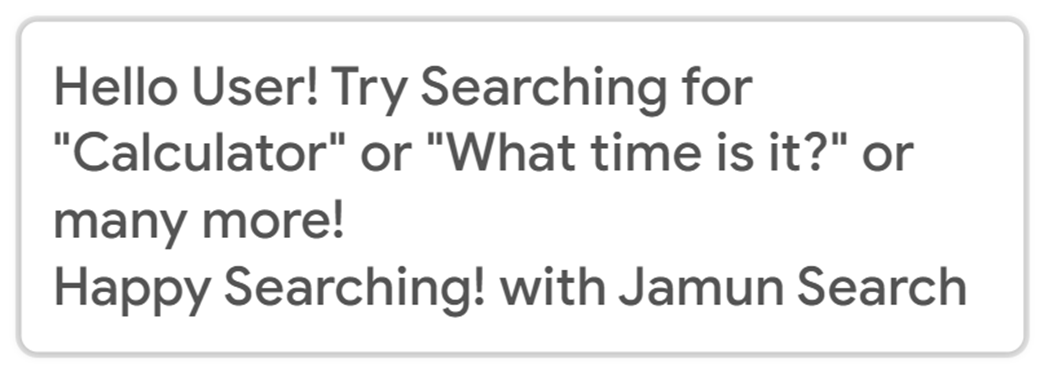 Hello User! Try Searching for
"Calculator" or "What time is it?" or
many more!
Happy Searching! with Jamun Search